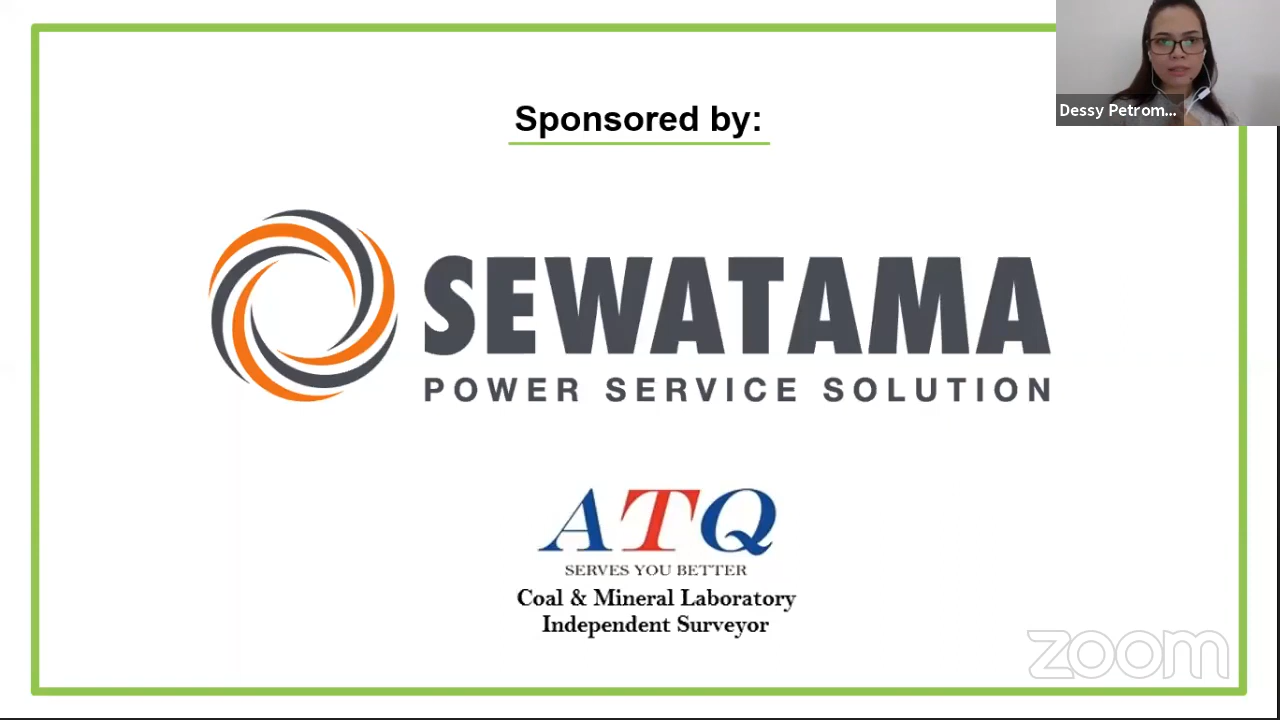 Sponsored by:
Dessy Petrom...
SEWATAMA
POWER SERVICE SOLUTION
ATQ
SERVES YOU BETTER
Coal & Mineral Laboratory
Independent Surveyor
zoom